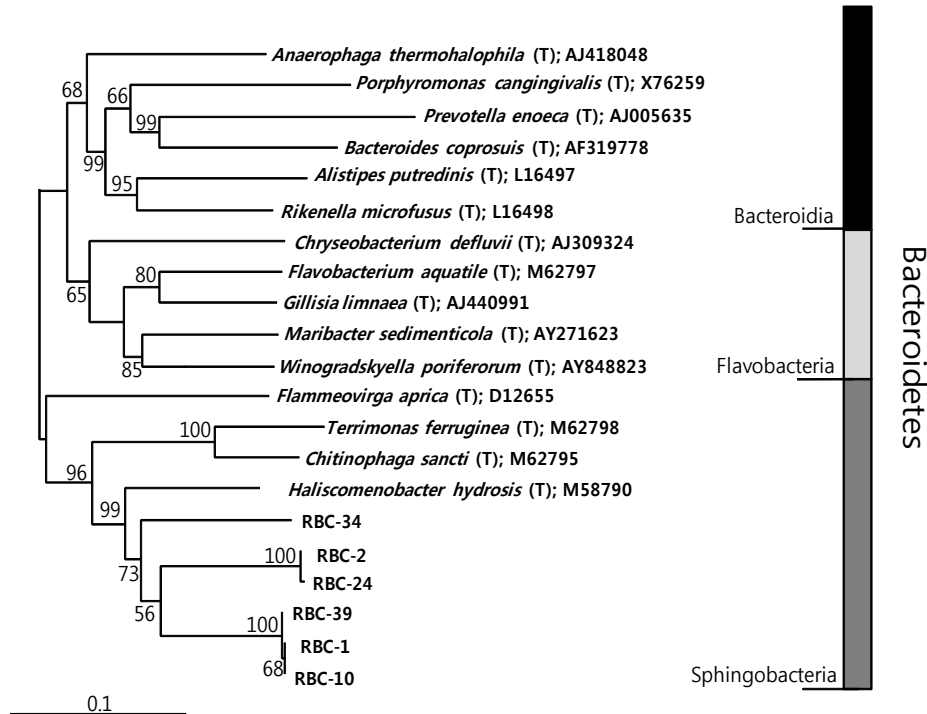 Anaerophaga thermohalophila (T); AJ418048
68
Porphyromonas cangingivalis (T); X76259
66
Prevotella enoeca (T); AJ005635
99
Bacteroides coprosuis (T); AF319778
99
Alistipes putredinis (T); L16497
95
Rikenella microfusus (T); L16498
Bacteroidia
Chryseobacterium defluvii (T); AJ309324
Flavobacterium aquatile (T); M62797
80
65
Gillisia limnaea (T); AJ440991
Maribacter sedimenticola (T); AY271623
Winogradskyella poriferorum (T); AY848823
85
Flavobacteria
Bacteroidetes
Flammeovirga aprica (T); D12655
Terrimonas ferruginea (T); M62798
100
Chitinophaga sancti (T); M62795
96
Haliscomenobacter hydrosis (T); M58790
99
RBC-34
RBC-2
100
73
RBC-24
56
RBC-39
100
RBC-1
68
RBC-10
Sphingobacteria
0.1